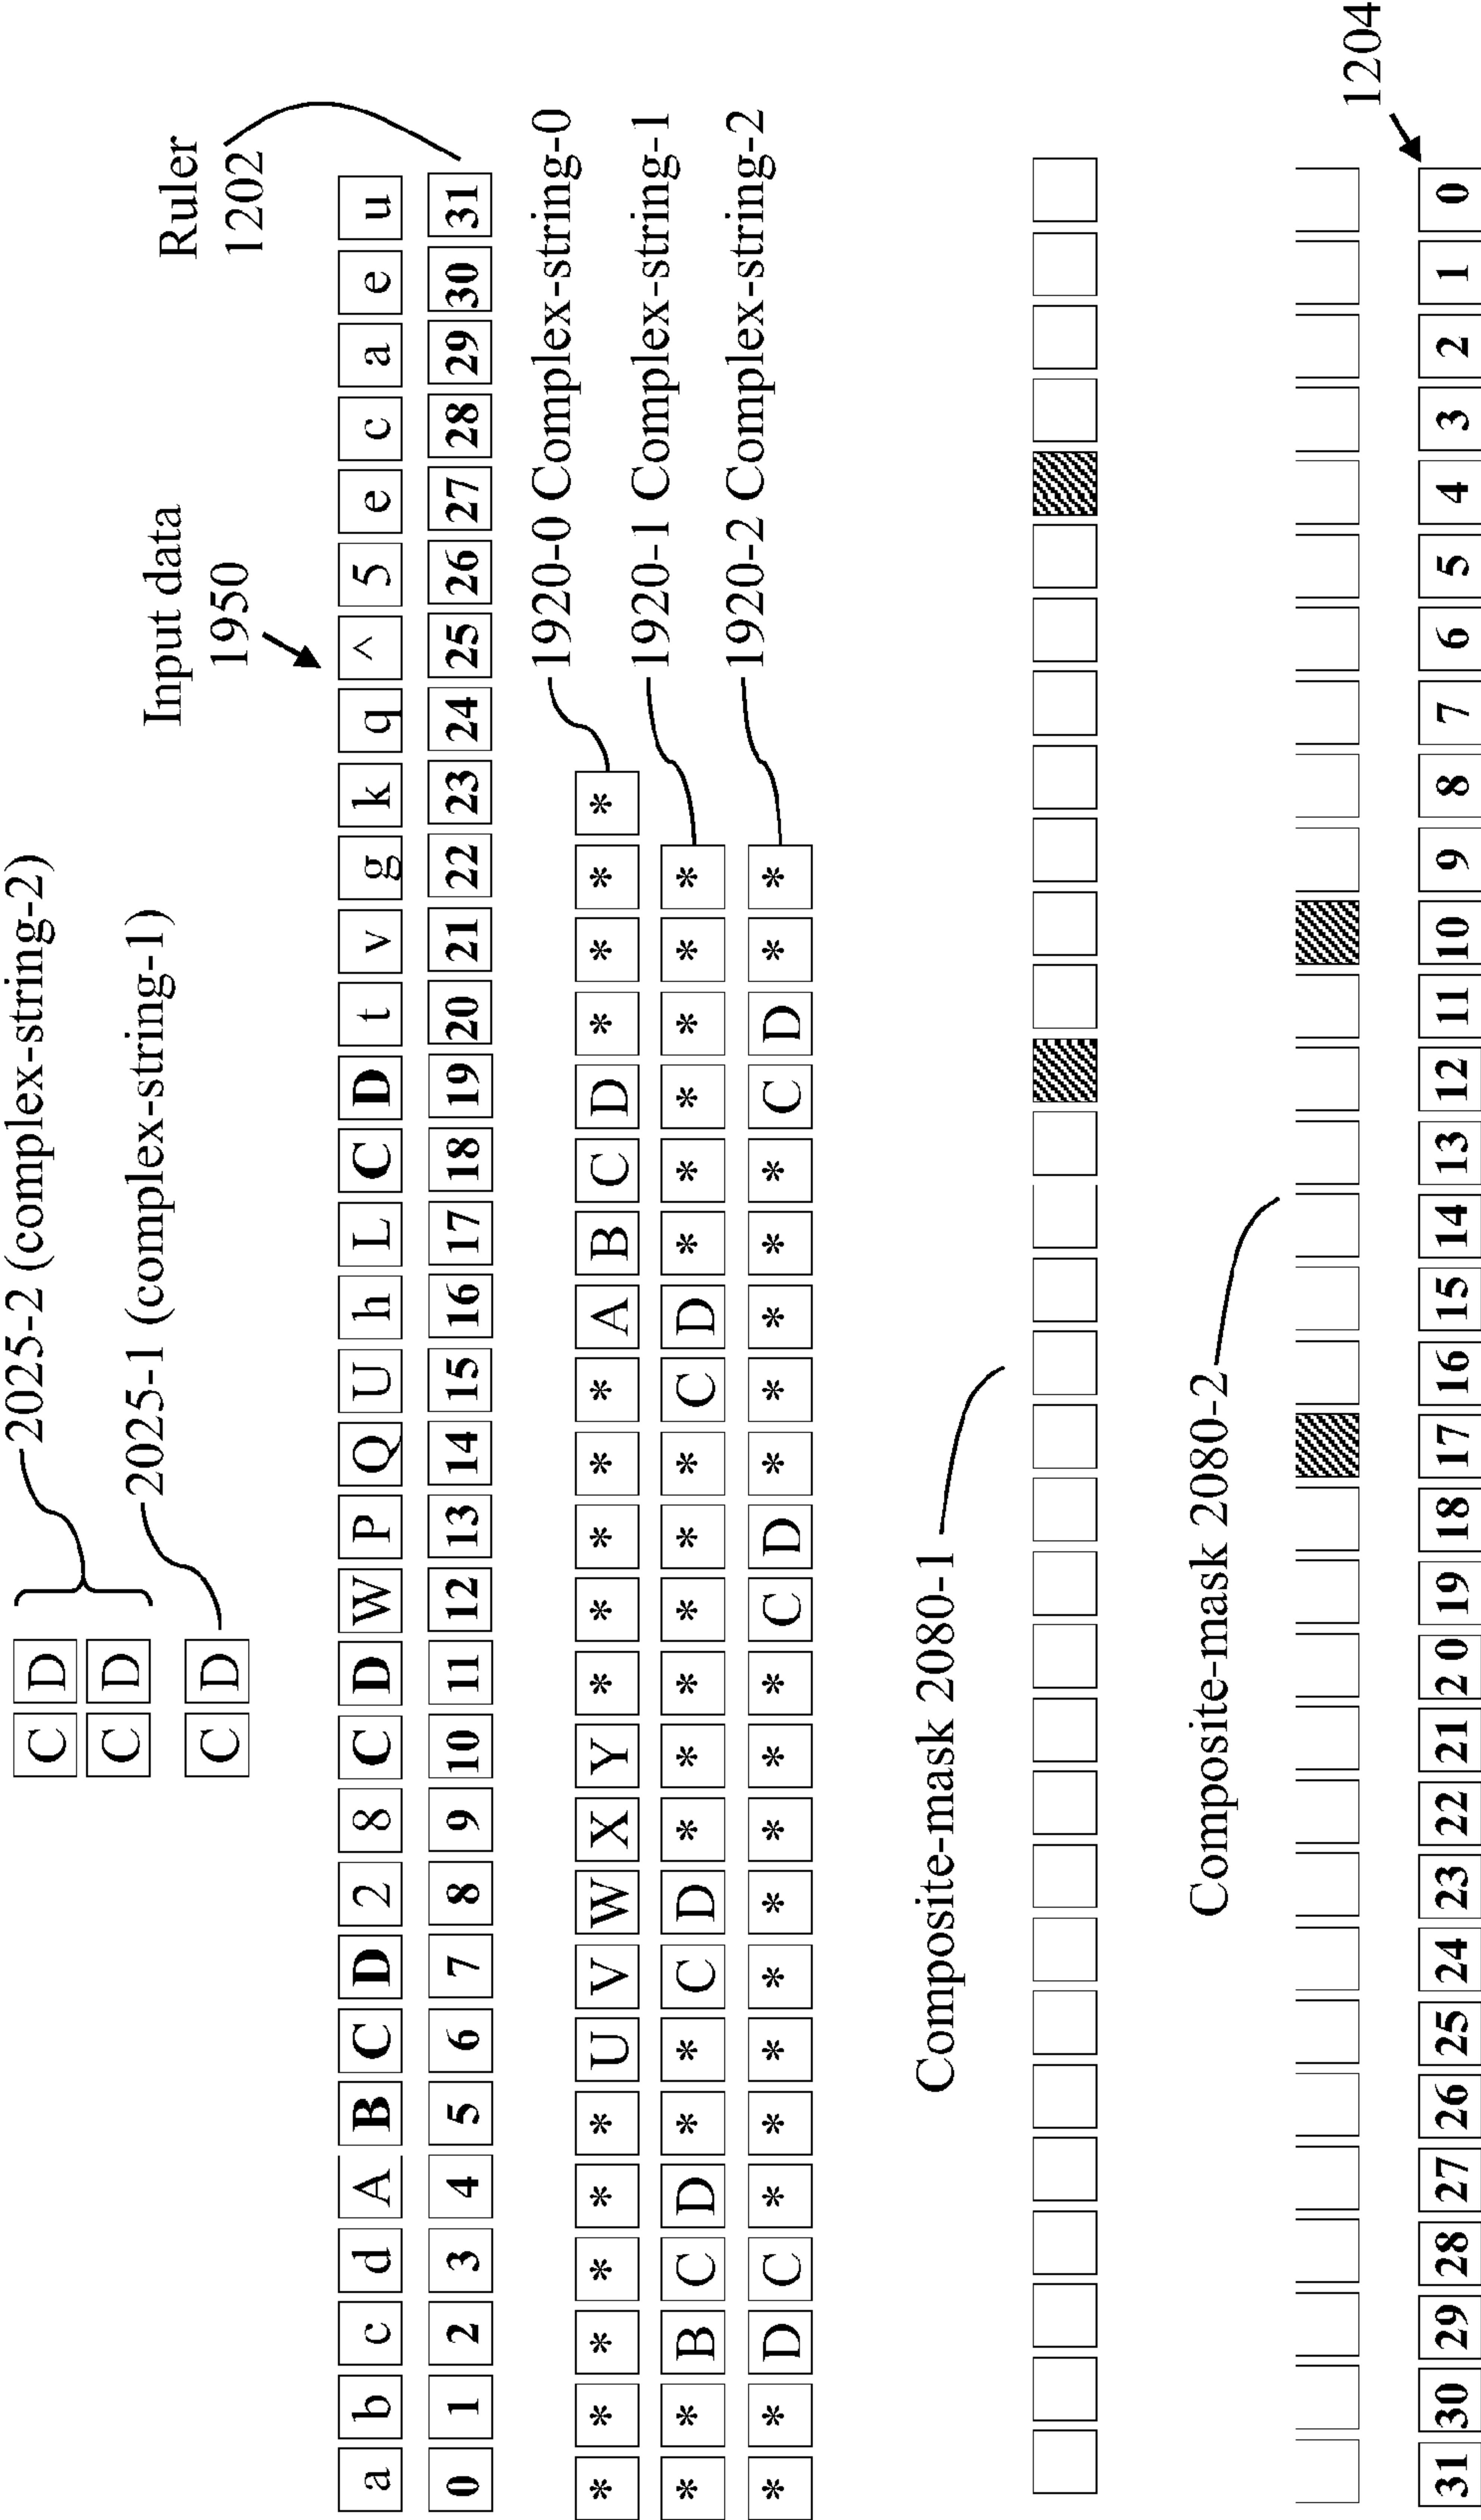 C D 2025-2 (complex-string-2)
C D
2025-1 (complex-string-1)
C D
Input data
1950
Ruler
1202
a b c d A B C D 2 8 C D W P Q U h L C D t v g k q ^ 5 e c a e u
0 1 2 3 4 5 6 7 8 9 10 11 12 13 14 15 16 17 18 19 20 21 22 23 24 25 26 27 28 29 30 31
1920-0 Complex-string-0
* * * * * * U V W X Y * * * * * A B C D * * * *
1920-1 Complex-string-1
* * B C D * * C D * * * * * * C D * * * * * *
1920-2 Complex-string-2
* * D C * * * * * * * * C D * * * * * C D * *
Composite-mask 2080-1
Composite-mask 2080-2
1204
31 30 29 28 27 26 25 24 23 22 21 2 0 19 18 17 16 15 14 13 12 11 10 9 8 7 6 5 4 3 2 1 0